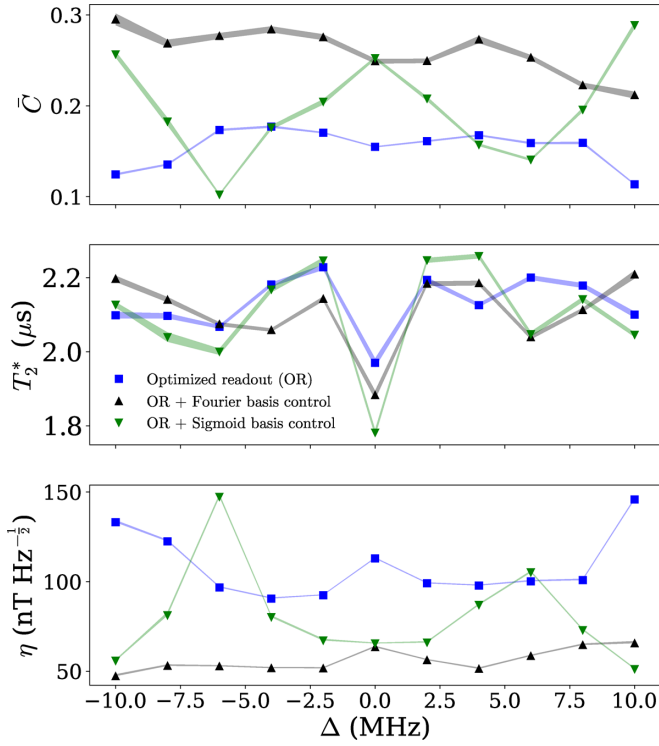 0.3
0.2
0.1
C̄
2.2
2.0
1.8
T₂* (μs)
Optimized readout (OR)
OR + Fourier basis control
OR + Sigmoid basis control
150
100
50
η (nT Hz^{-1/2})
−10.0 −7.5 −5.0 −2.5 0.0 2.5 5.0 7.5 10.0
Δ (MHz)